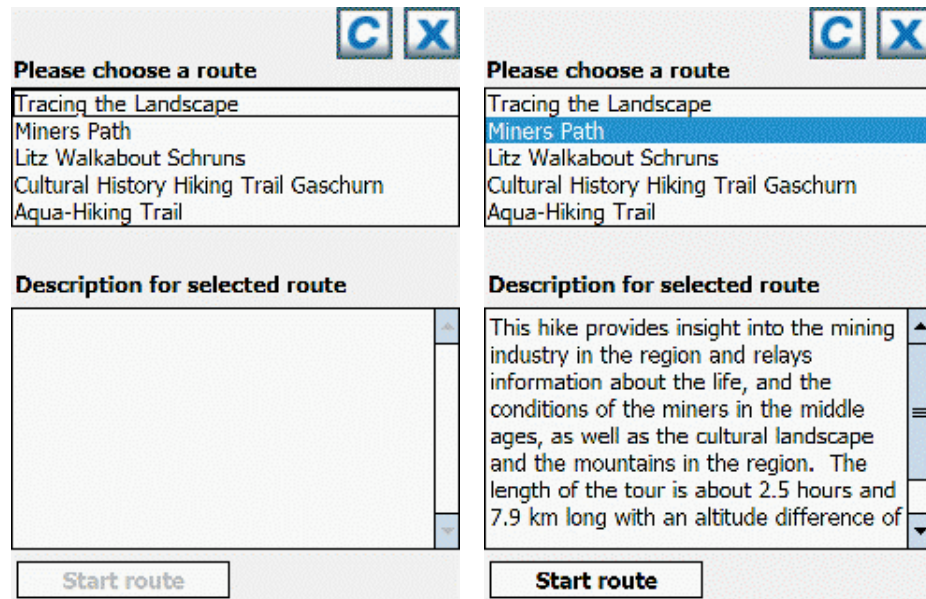 C X
Please choose a route
Tracing the Landscape
Miners Path
Litz Walkabout Schruns
Cultural History Hiking Trail Gaschurn
Aqua-Hiking Trail
Description for selected route
Start route
C X
Please choose a route
Tracing the Landscape
Miners Path
Litz Walkabout Schruns
Cultural History Hiking Trail Gaschurn
Aqua-Hiking Trail
Description for selected route
This hike provides insight into the mining
industry in the region and relays
information about the life, and the
conditions of the miners in the middle
ages, as well as the cultural landscape
and the mountains in the region. The
length of the tour is about 2.5 hours and
7.9 km long with an altitude difference of
Start route